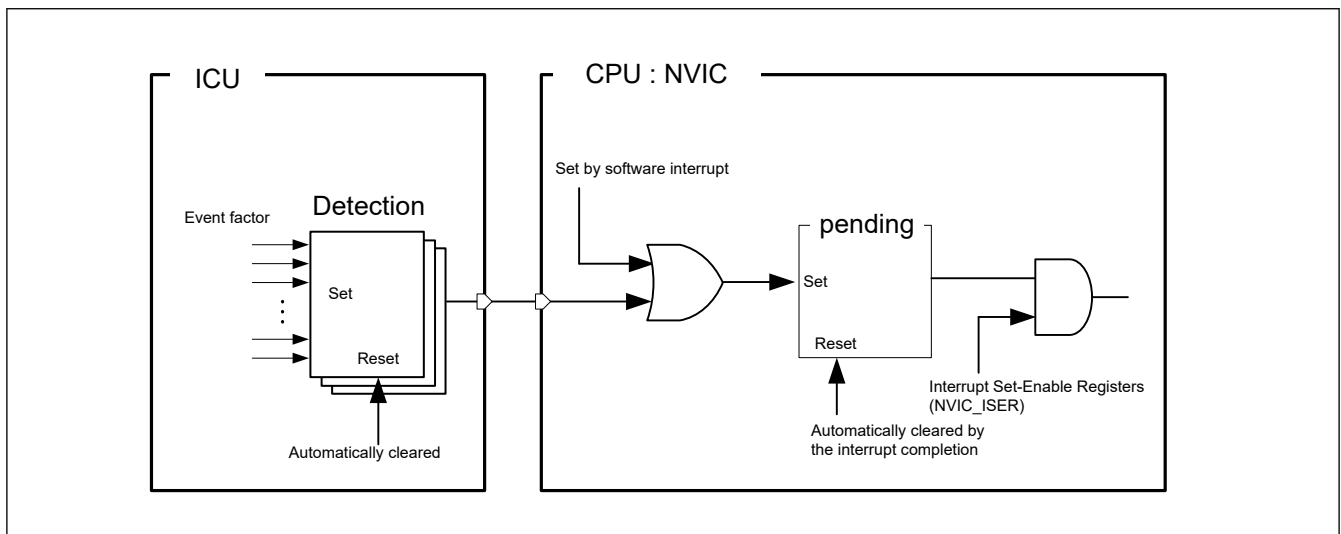 ICU
CPU : NVIC
Set by software interrupt
Event factor
Detection
pending
Set
Set
Reset
Reset
Interrupt Set-Enable Registers
(NVIC_ISER)
Automatically cleared
Automatically cleared by
the interrupt completion